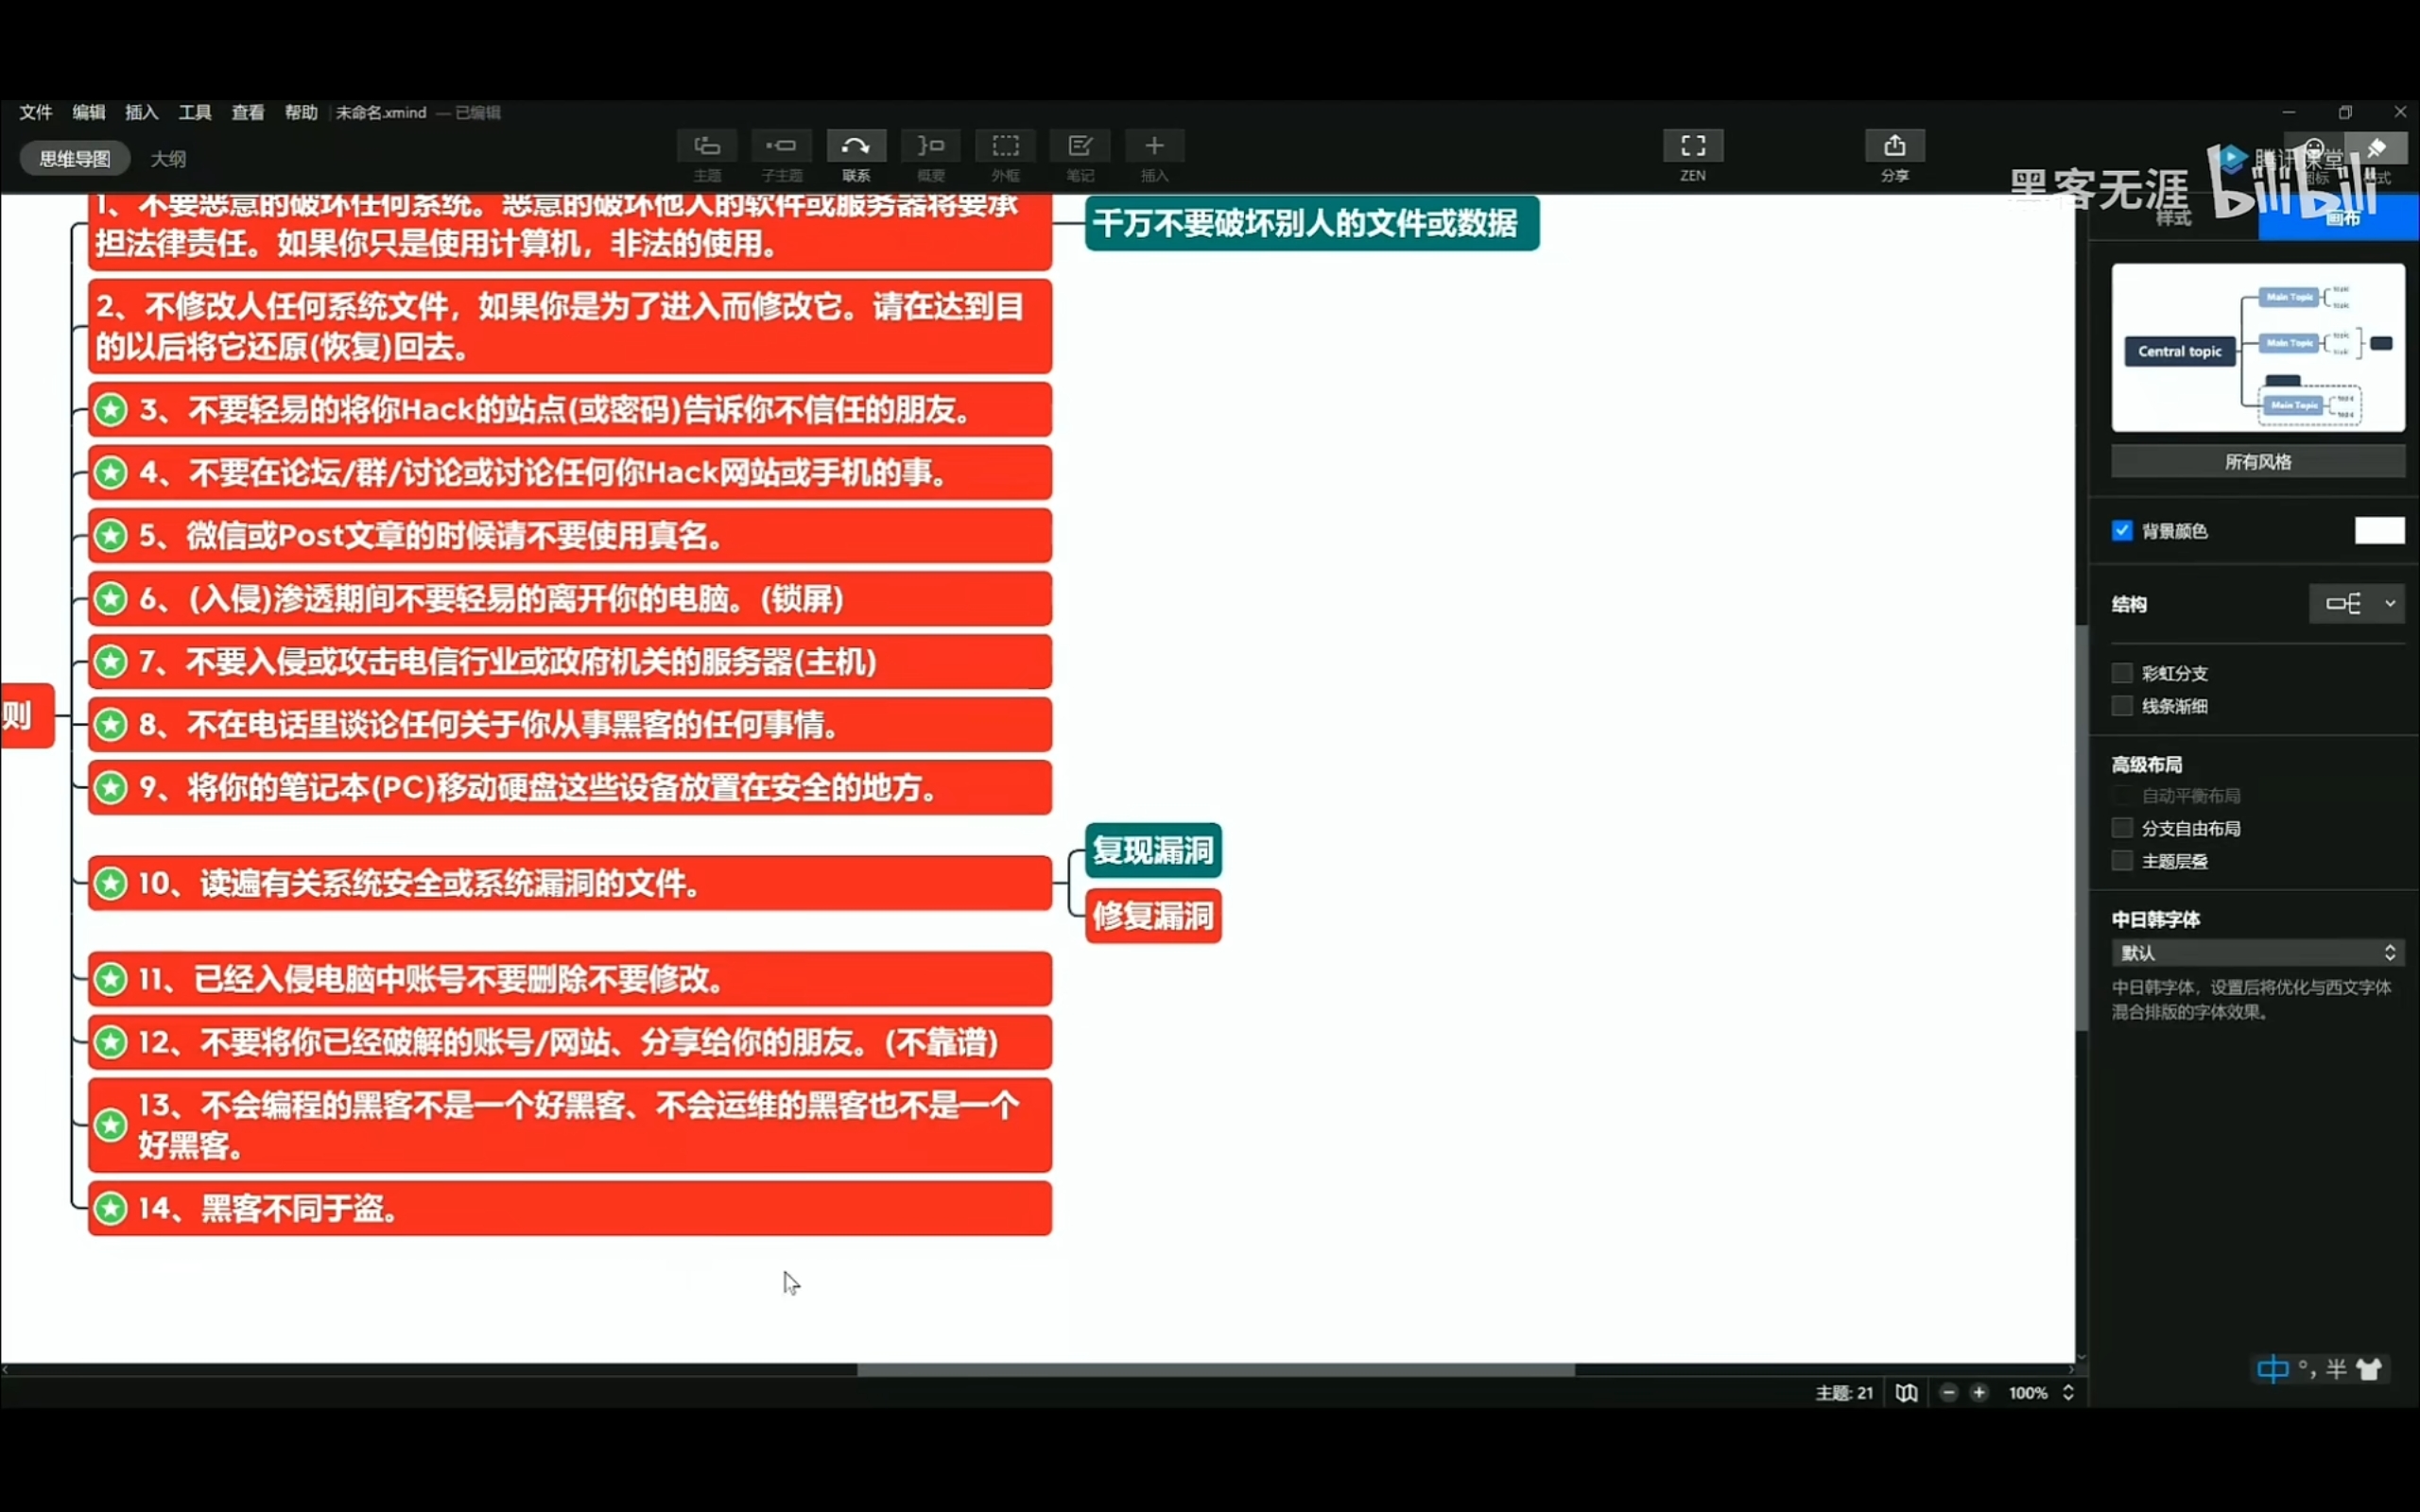 文件 编辑 插入 工具 查看 帮助 未命名.xmind — 已编辑
思维导图 大纲
主题 子主题 联系 概要 外框 笔记 插入 ZEN 分享
腾讯课堂
黑客无涯 bilibili
样式 画布
1、不要恶意的破坏任何系统。恶意的破坏他人的软件或服务器将要承
担法律责任。如果你只是使用计算机，非法的使用。
千万不要破坏别人的文件或数据
2、不修改人任何系统文件，如果你是为了进入而修改它。请在达到目
的以后将它还原(恢复)回去。
3、不要轻易的将你Hack的站点(或密码)告诉你不信任的朋友。
4、不要在论坛/群/讨论或讨论任何你Hack网站或手机的事。
5、微信或Post文章的时候请不要使用真名。
6、(入侵)渗透期间不要轻易的离开你的电脑。(锁屏)
7、不要入侵或攻击电信行业或政府机关的服务器(主机)
则
8、不在电话里谈论任何关于你从事黑客的任何事情。
9、将你的笔记本(PC)移动硬盘这些设备放置在安全的地方。
10、读遍有关系统安全或系统漏洞的文件。
复现漏洞
修复漏洞
11、已经入侵电脑中账号不要删除不要修改。
12、不要将你已经破解的账号/网站、分享给你的朋友。(不靠谱)
13、不会编程的黑客不是一个好黑客、不会运维的黑客也不是一个
好黑客。
14、黑客不同于盗。
Central topic
Main Topic
Main Topic
Main Topic
所有风格
背景颜色
结构
彩虹分支
线条渐细
高级布局
自动平衡布局
分支自由布局
主题层叠
中日韩字体
默认
中日韩字体，设置后将优化与西文字体
混合排版的字体效果。
中 °, 半
主题: 21 100%